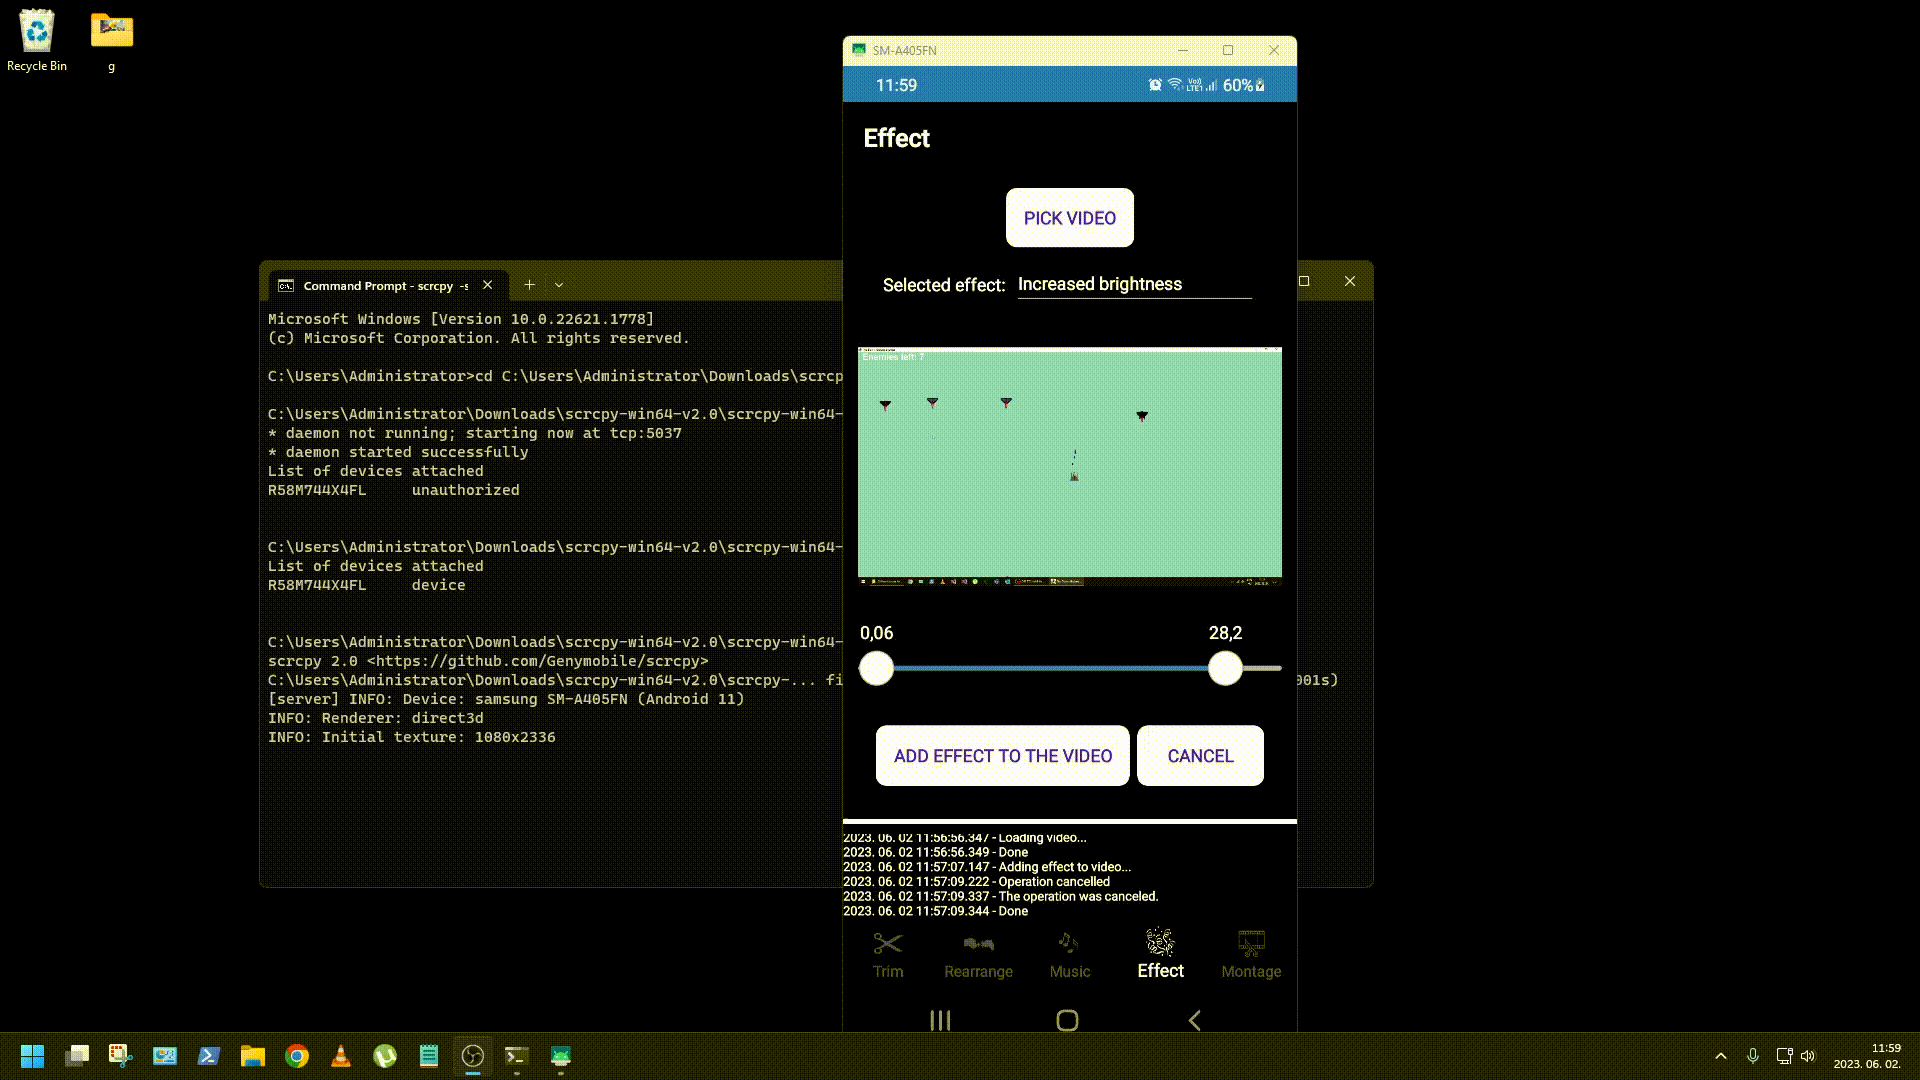 Recycle Bin
g
SM-A405FN
11:59
60%
Effect
PICK VIDEO
Selected effect: Increased brightness
Enemies left: 7
0,06
28,2
ADD EFFECT TO THE VIDEO
CANCEL
2023. 06. 02 11:56:56.347 - Loading video...
2023. 06. 02 11:56:56.349 - Done
2023. 06. 02 11:57:07.147 - Adding effect to video...
2023. 06. 02 11:57:09.222 - Operation cancelled
2023. 06. 02 11:57:09.337 - The operation was canceled.
2023. 06. 02 11:57:09.344 - Done
Trim
Rearrange
Music
Effect
Montage
Command Prompt - scrcpy -s
Microsoft Windows [Version 10.0.22621.1778]
(c) Microsoft Corporation. All rights reserved.
C:\Users\Administrator>cd C:\Users\Administrator\Downloads\scrcp
C:\Users\Administrator\Downloads\scrcpy-win64-v2.0\scrcpy-win64-
* daemon not running; starting now at tcp:5037
* daemon started successfully
List of devices attached
R58M744X4FL unauthorized
C:\Users\Administrator\Downloads\scrcpy-win64-v2.0\scrcpy-win64-
List of devices attached
R58M744X4FL device
C:\Users\Administrator\Downloads\scrcpy-win64-v2.0\scrcpy-win64-
scrcpy 2.0 <https://github.com/Genymobile/scrcpy>
C:\Users\Administrator\Downloads\scrcpy-win64-v2.0\scrcpy-... fi 001s)
[server] INFO: Device: samsung SM-A405FN (Android 11)
INFO: Renderer: direct3d
INFO: Initial texture: 1080x2336
11:59
2023. 06. 02.